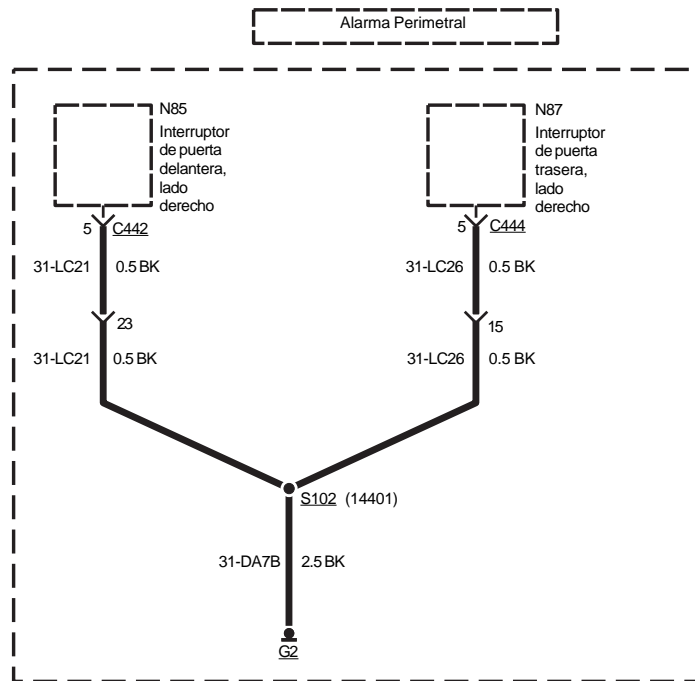 Alarma Perimetral
N85
Interruptor
de puerta
delantera,
lado
derecho
5 C442
31-LC21 0.5 BK
23
31-LC21 0.5 BK
N87
Interruptor
de puerta
trasera,
lado
derecho
5 C444
31-LC26 0.5 BK
15
31-LC26 0.5 BK
S102 (14401)
31-DA7B 2.5 BK
G2